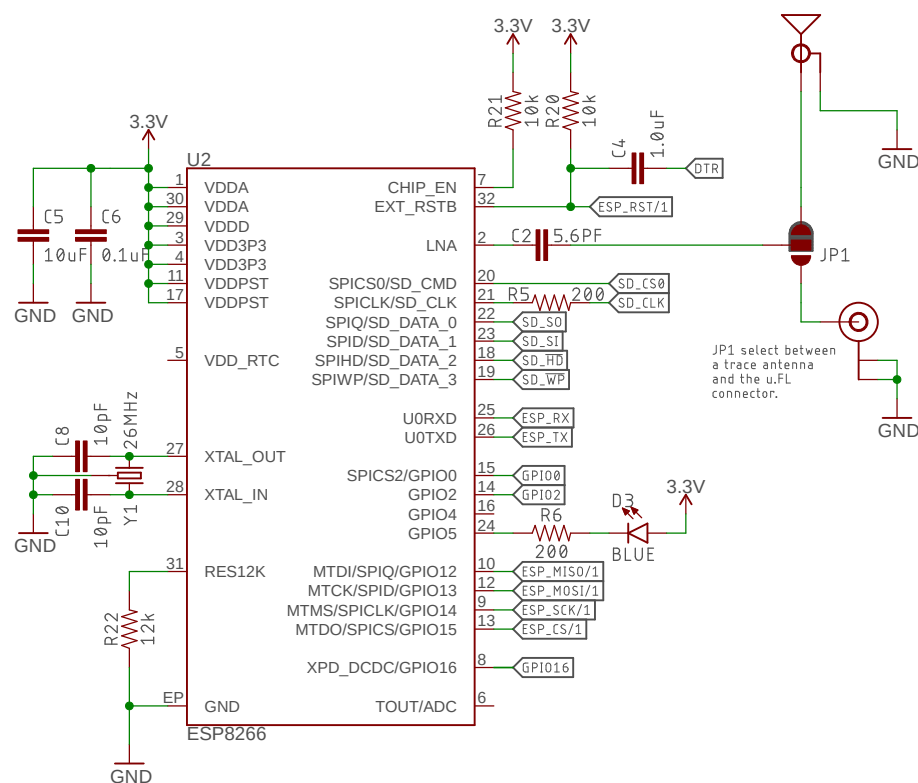 3.3V
3.3V
R21
10k
R20
10k
C4
1.0uF
DTR
GND
3.3V
U2
1
VDDA
CHIP_EN
7
30
VDDA
EXT_RSTB
32
ESP_RST/1
29
VDDD
C5
10uF
C6
0.1uF
3
VDD3P3
LNA
2
C2
5.6PF
JP1
4
VDD3P3
11
VDDPST
SPICS0/SD_CMD
20
SD_CS0
17
VDDPST
SPICLK/SD_CLK
21
R5
200
SD_CLK
GND
GND
SPIQ/SD_DATA_0
22
SD_SO
SPID/SD_DATA_1
23
SD_SI
5
VDD_RTC
SPIHD/SD_DATA_2
18
SD_HD
SPIWP/SD_DATA_3
19
SD_WP
JP1 select between
a trace antenna
and the u.FL
connector.
GND
U0RXD
25
ESP_RX
U0TXD
26
ESP_TX
C8
10pF
26MHz
27
XTAL_OUT
28
XTAL_IN
C10
10pF
Y1
GND
SPICS2/GPIO0
15
GPIO0
GPIO2
14
GPIO2
GPIO4
16
GPIO5
24
R6
200
D3
BLUE
3.3V
31
RES12K
MTDI/SPIQ/GPIO12
10
ESP_MISO/1
MTCK/SPID/GPIO13
12
ESP_MOSI/1
MTMS/SPICLK/GPIO14
9
ESP_SCK/1
MTDO/SPICS/GPIO15
13
ESP_CS/1
R22
12k
XPD_DCDC/GPIO16
8
GPIO16
EP
GND
TOUT/ADC
6
ESP8266
GND